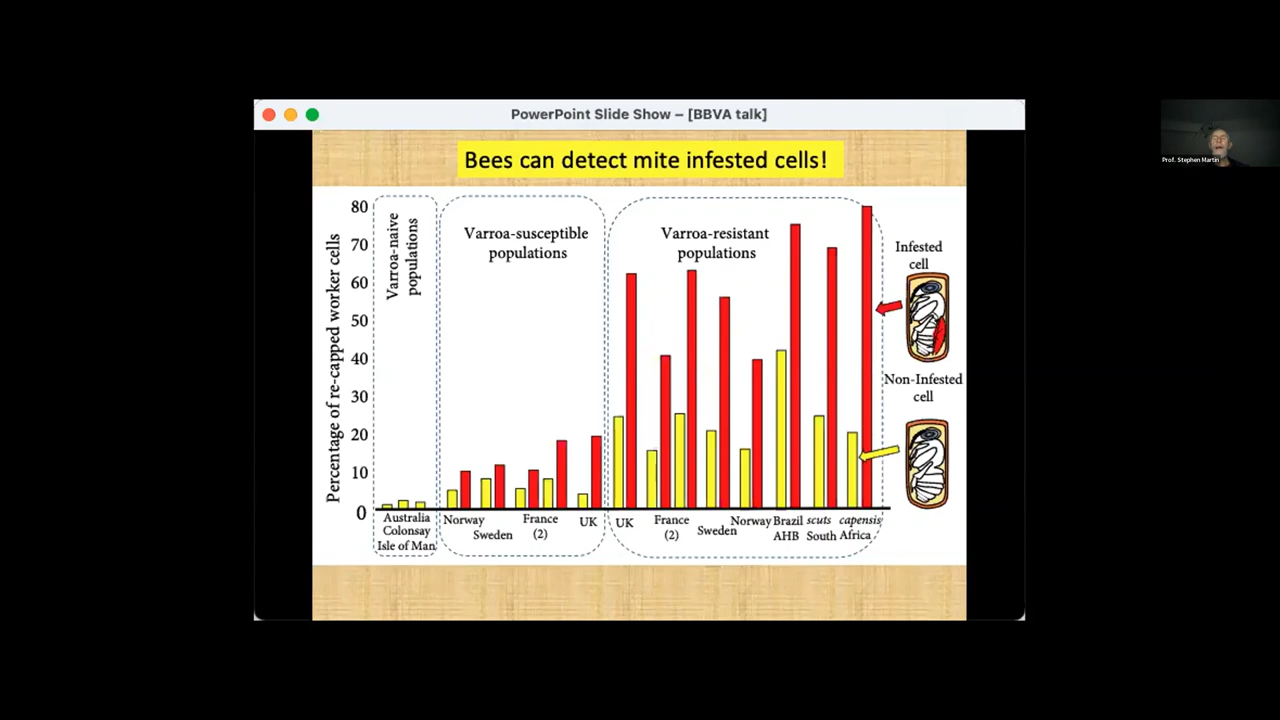 PowerPoint Slide Show – [BBVA talk]
Bees can detect mite infested cells!
Percentage of re-capped worker cells
80
70
60
50
40
30
20
10
0
Varroa-naive
populations
Varroa-susceptible
populations
Varroa-resistant
populations
Infested
cell
Non-Infested
cell
Australia
Colonsay
Isle of Man
Norway
Sweden
France
(2)
UK
UK
France
(2)
Sweden
Norway
Brazil
AHB
scuts
South
capensis
Africa
Prof. Stephen Martin